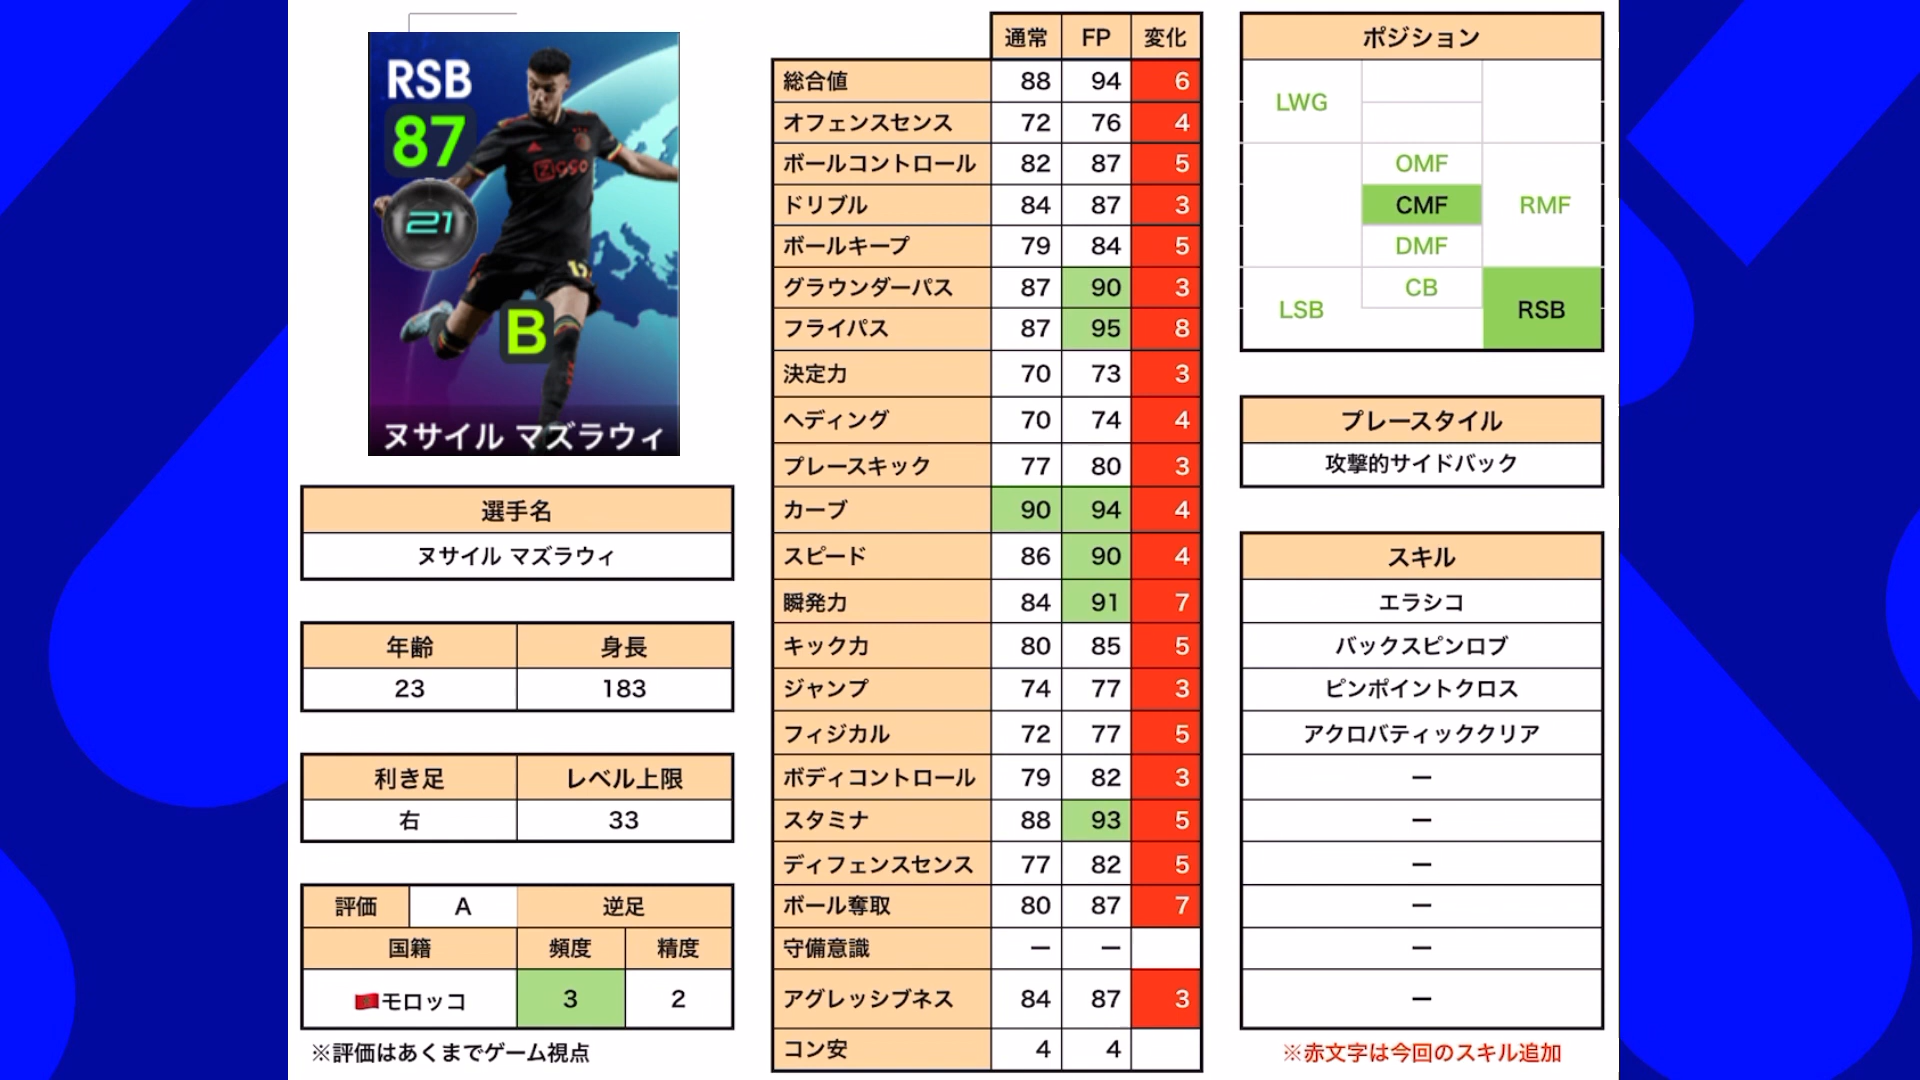 RSB
87
Ziggo
21
12
B
ヌサイル マズラウィ
選手名
ヌサイル マズラウィ
年齢 身長
23 183
利き足 レベル上限
右 33
評価 A 逆足
国籍 頻度 精度
モロッコ 3 2
※評価はあくまでゲーム視点
通常 FP 変化
総合値 88 94 6
オフェンスセンス 72 76 4
ボールコントロール 82 87 5
ドリブル 84 87 3
ボールキープ 79 84 5
グラウンダーパス 87 90 3
フライパス 87 95 8
決定力 70 73 3
ヘディング 70 74 4
プレースキック 77 80 3
カーブ 90 94 4
スピード 86 90 4
瞬発力 84 91 7
キック力 80 85 5
ジャンプ 74 77 3
フィジカル 72 77 5
ボディコントロール 79 82 3
スタミナ 88 93 5
ディフェンスセンス 77 82 5
ボール奪取 80 87 7
守備意識 ー ー
アグレッシブネス 84 87 3
コン安 4 4
ポジション
LWG
OMF
CMF RMF
DMF
CB
LSB RSB
プレースタイル
攻撃的サイドバック
スキル
エラシコ
バックスピンロブ
ピンポイントクロス
アクロバティッククリア
ー
ー
ー
ー
ー
ー
※赤文字は今回のスキル追加